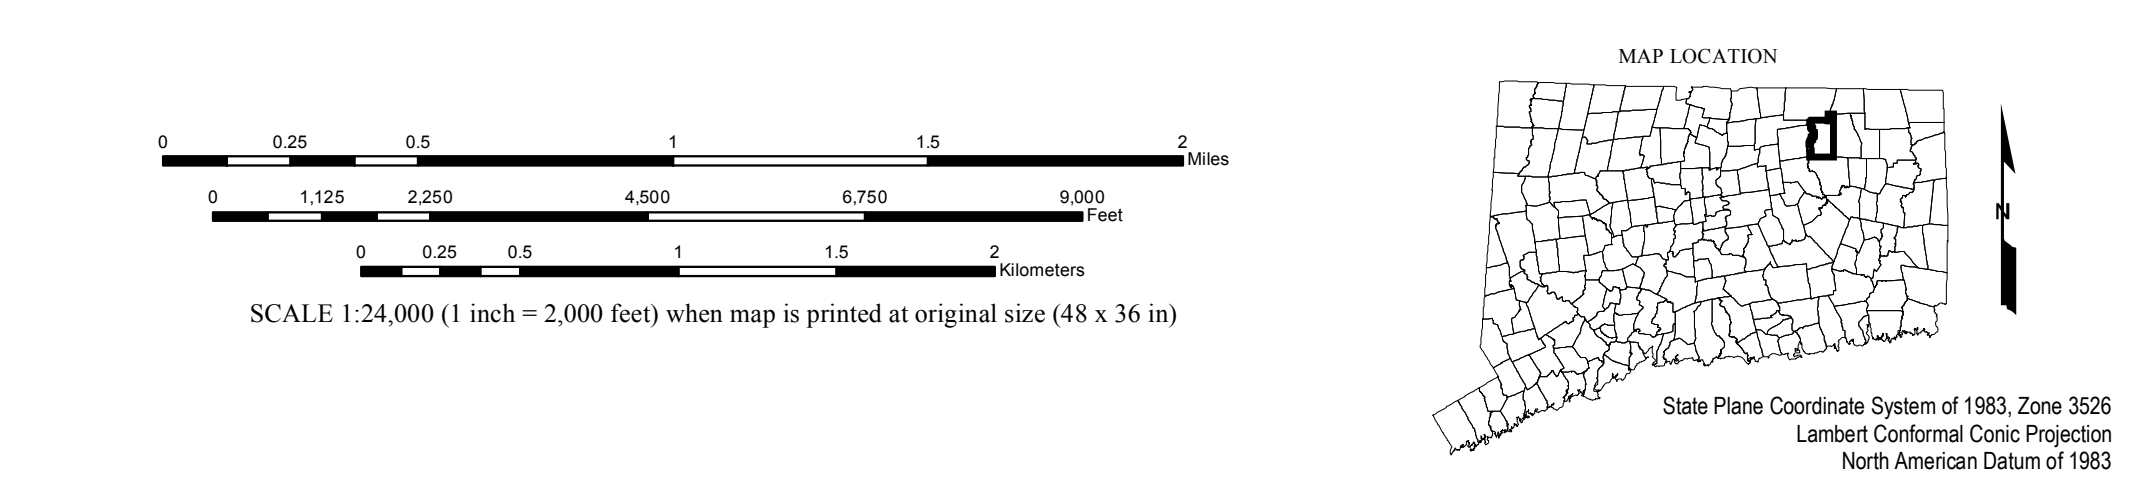 MAP LOCATION
0 0.25 0.5 1 1.5 2
Miles
0 1,125 2,250 4,500 6,750 9,000
Feet
0 0.25 0.5 1 1.5 2
Kilometers
SCALE 1:24,000 (1 inch = 2,000 feet) when map is printed at original size (48 x 36 in)
N
State Plane Coordinate System of 1983, Zone 3526
Lambert Conformal Conic Projection
North American Datum of 1983